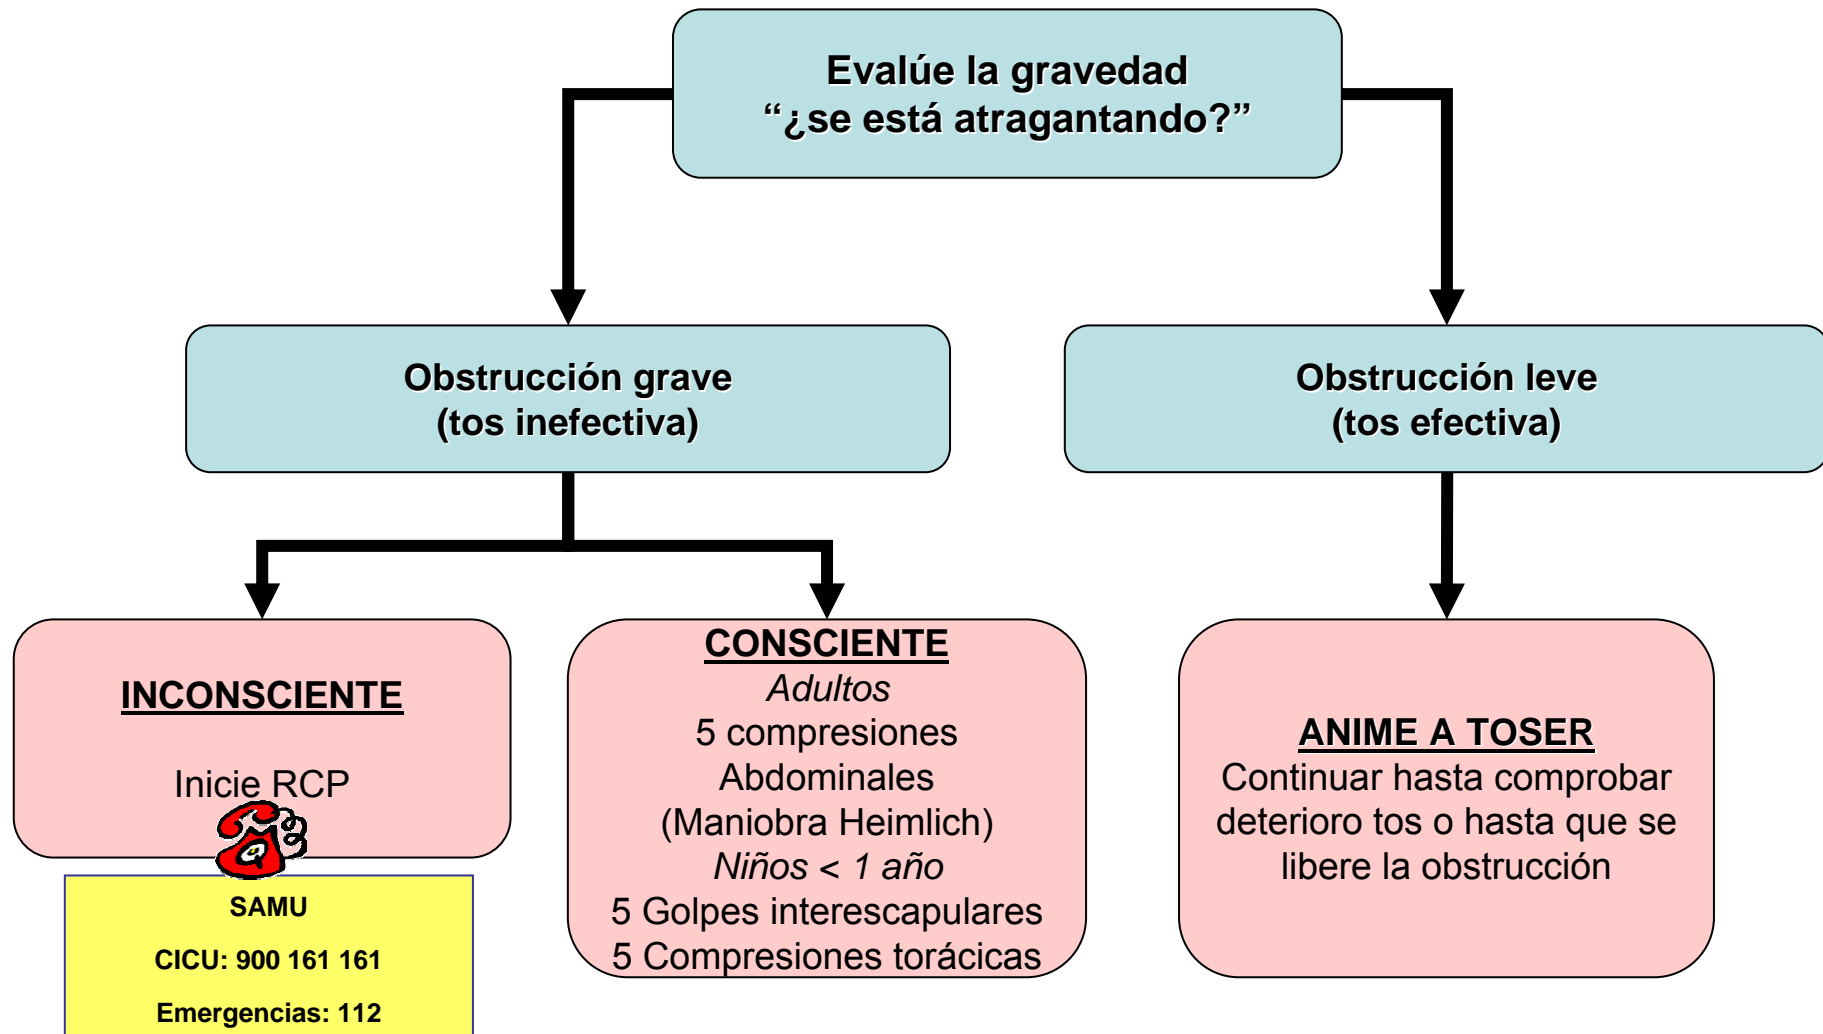 Evalúe la gravedad
“¿se está atragantando?”
Obstrucción grave
(tos inefectiva)
Obstrucción leve
(tos efectiva)
INCONSCIENTE
Inicie RCP
SAMU
CICU: 900 161 161
Emergencias: 112
CONSCIENTE
Adultos
5 compresiones
Abdominales
(Maniobra Heimlich)
Niños < 1 año
5 Golpes interescapulares
5 Compresiones torácicas
ANIME A TOSER
Continuar hasta comprobar
deterioro tos o hasta que se
libere la obstrucción